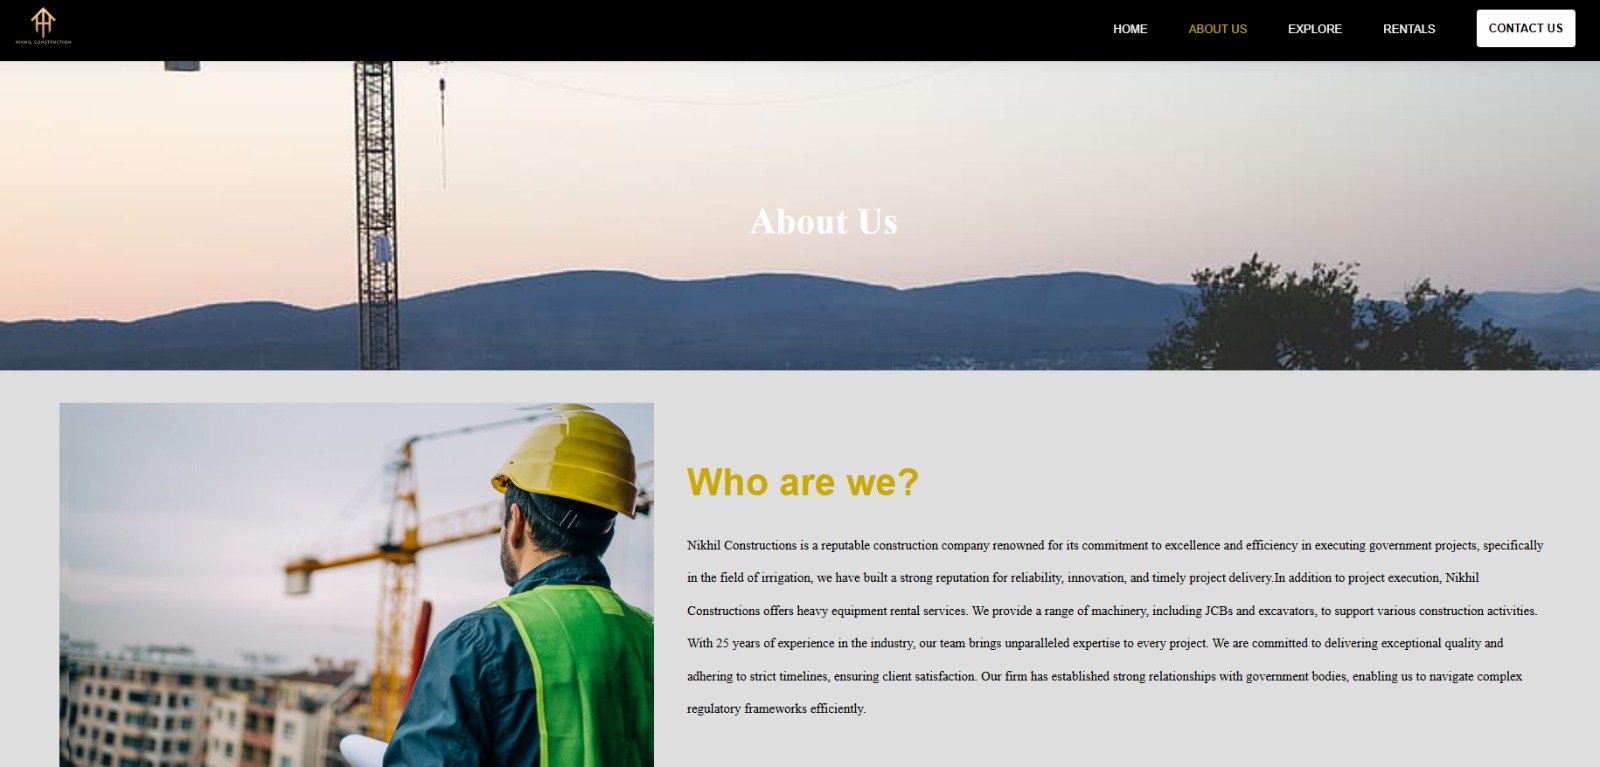 NIKHIL CONSTRUCTION
HOME
ABOUT US
EXPLORE
RENTALS
CONTACT US
About Us
Who are we?
Nikhil Constructions is a reputable construction company renowned for its commitment to excellence and efficiency in executing government projects, specifically
in the field of irrigation, we have built a strong reputation for reliability, innovation, and timely project delivery.In addition to project execution, Nikhil
Constructions offers heavy equipment rental services. We provide a range of machinery, including JCBs and excavators, to support various construction activities.
With 25 years of experience in the industry, our team brings unparalleled expertise to every project. We are committed to delivering exceptional quality and
adhering to strict timelines, ensuring client satisfaction. Our firm has established strong relationships with government bodies, enabling us to navigate complex
regulatory frameworks efficiently.